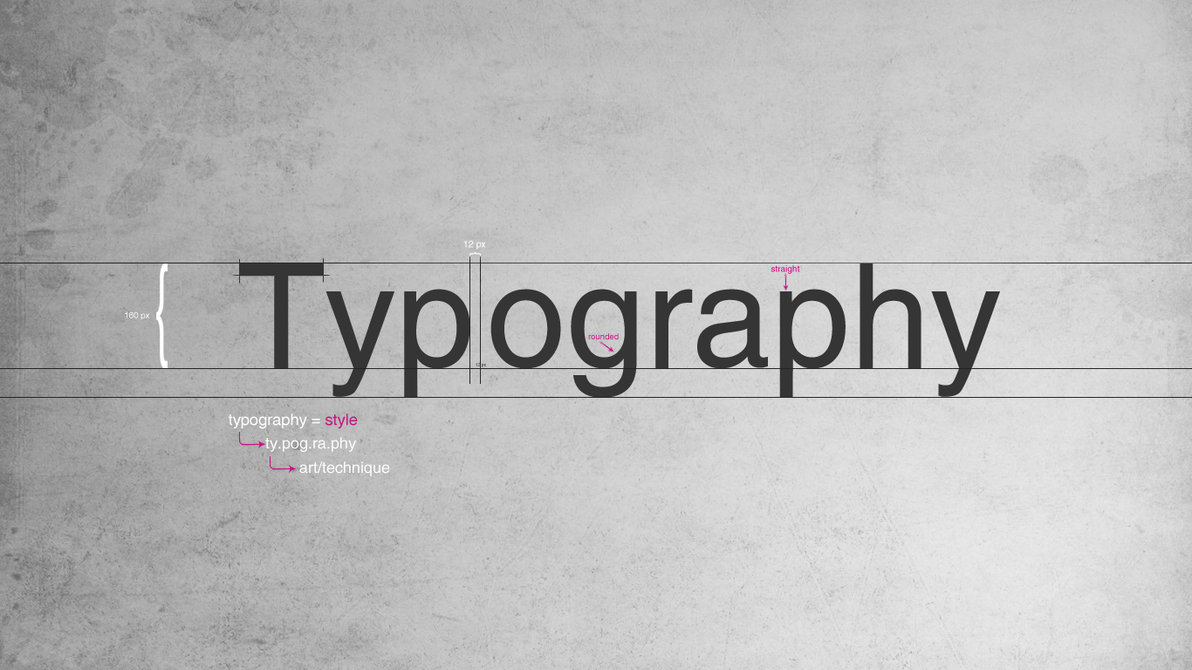 12 px
straight
160 px
Typography
rounded
typography = style
ty.pog.ra.phy
art/technique